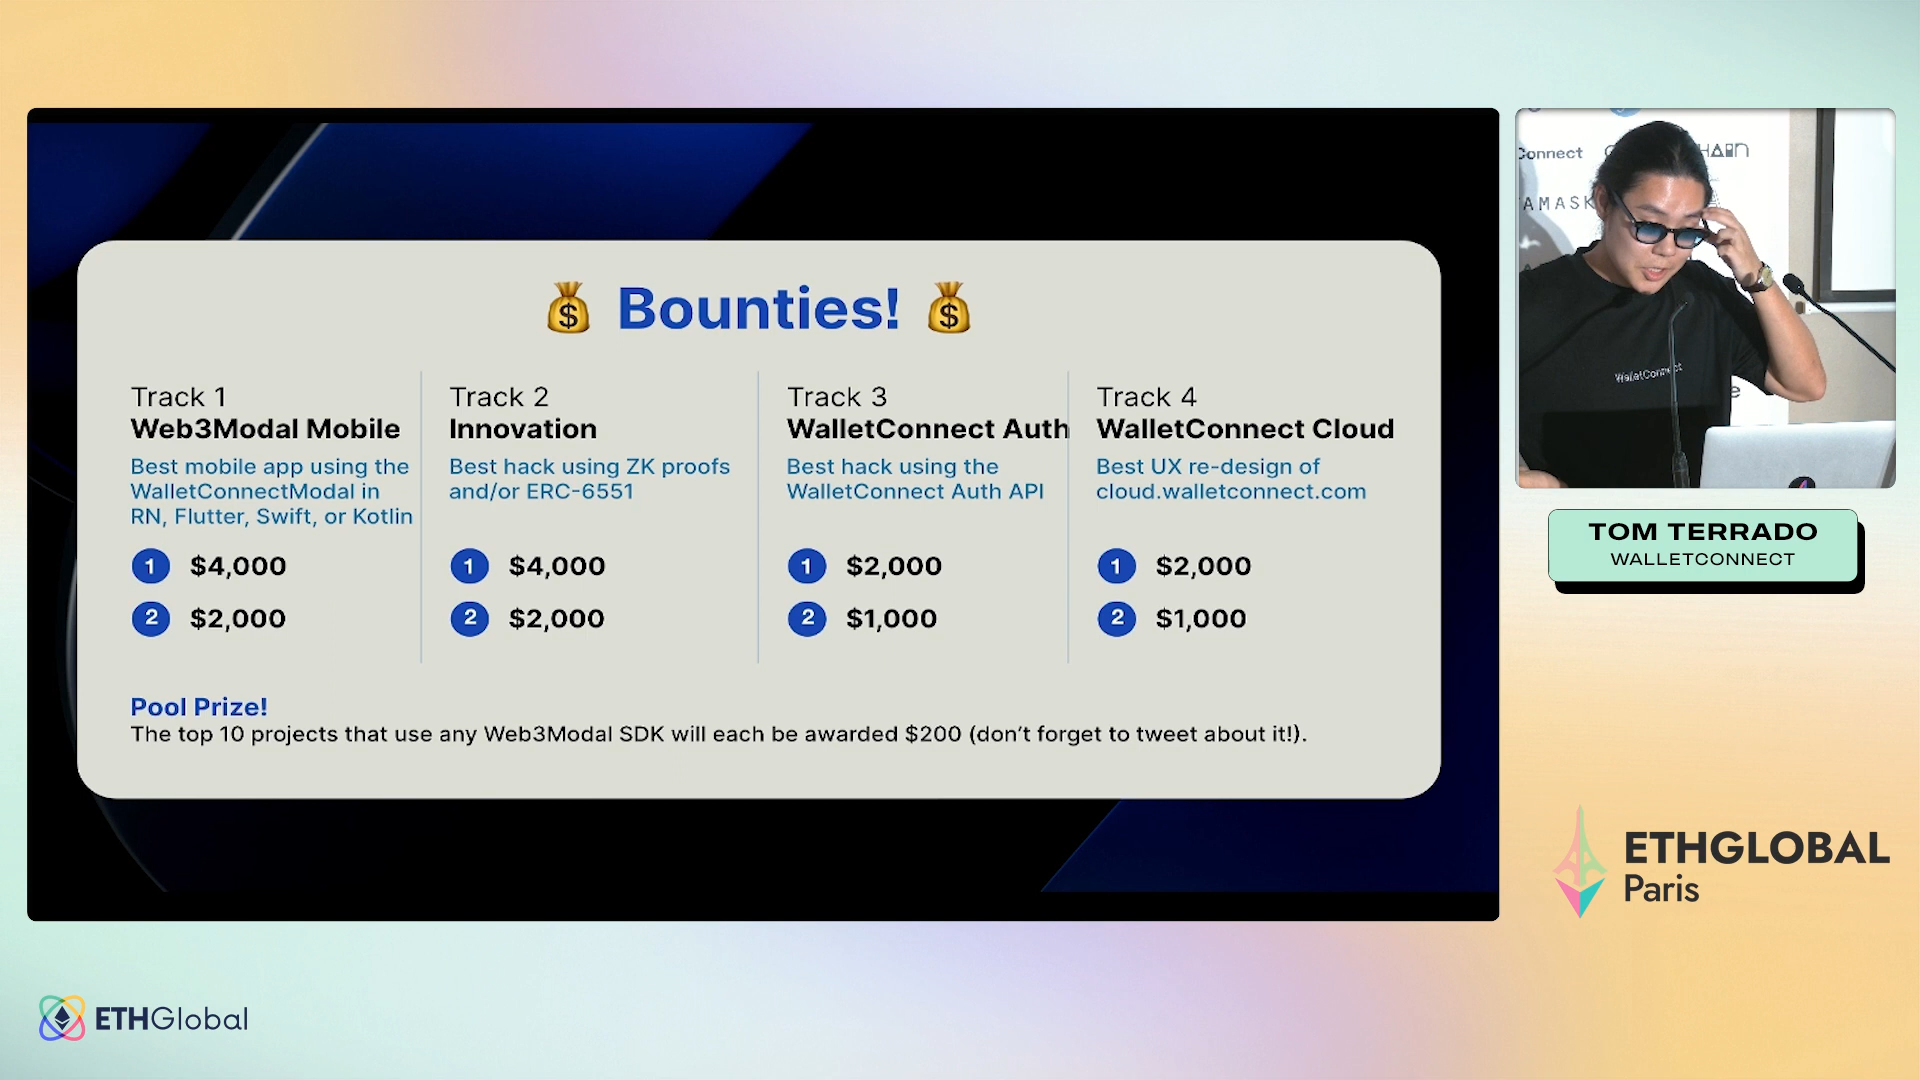 Bounties!
Track 1
Web3Modal Mobile
Best mobile app using the
WalletConnectModal in
RN, Flutter, Swift, or Kotlin
1 $4,000
2 $2,000
Track 2
Innovation
Best hack using ZK proofs
and/or ERC-6551
1 $4,000
2 $2,000
Track 3
WalletConnect Auth
Best hack using the
WalletConnect Auth API
1 $2,000
2 $1,000
Track 4
WalletConnect Cloud
Best UX re-design of
cloud.walletconnect.com
1 $2,000
2 $1,000
Pool Prize!
The top 10 projects that use any Web3Modal SDK will each be awarded $200 (don’t forget to tweet about it!).
Connect
AMASK
WalletConnect
TOM TERRADO
WALLETCONNECT
ETHGLOBAL
Paris
ETHGlobal